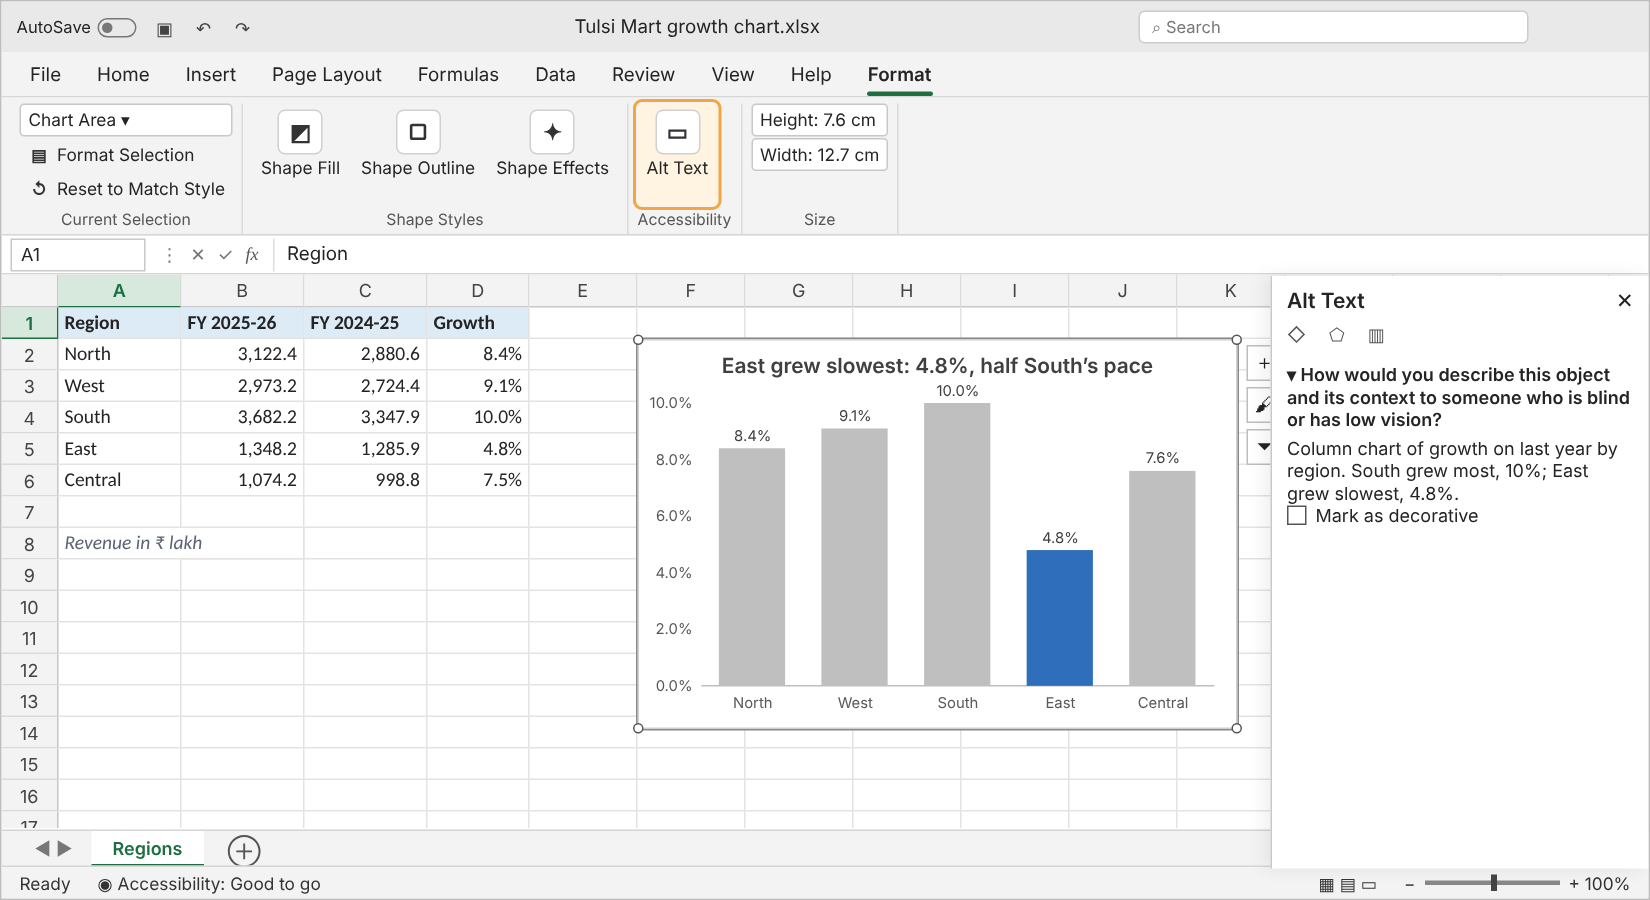 AutoSave
Tulsi Mart growth chart.xlsx
Search
File Home Insert Page Layout Formulas Data Review View Help Format
Chart Area ▾
Format Selection
Reset to Match Style
Current Selection
Shape Fill Shape Outline Shape Effects
Shape Styles
Alt Text
Accessibility
Height: 7.6 cm
Width: 12.7 cm
Size
A1
fx
Region
A B C D E F G H I J K
1 Region FY 2025-26 FY 2024-25 Growth
2 North 3,122.4 2,880.6 8.4%
3 West 2,973.2 2,724.4 9.1%
4 South 3,682.2 3,347.9 10.0%
5 East 1,348.2 1,285.9 4.8%
6 Central 1,074.2 998.8 7.5%
7
8 Revenue in ₹ lakh
9
10
11
12
13
14
15
16
17
East grew slowest: 4.8%, half South’s pace
10.0%
8.0%
6.0%
4.0%
2.0%
0.0%
8.4%
9.1%
10.0%
4.8%
7.6%
North West South East Central
Alt Text
▾ How would you describe this object
and its context to someone who is blind
or has low vision?
Column chart of growth on last year by
region. South grew most, 10%; East
grew slowest, 4.8%.
Mark as decorative
Regions
Ready
Accessibility: Good to go
− + 100%